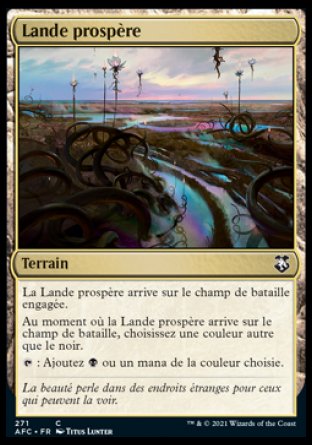 Lande prospère
Terrain
La Lande prospère arrive sur le champ de bataille
engagée.
Au moment où la Lande prospère arrive sur le
champ de bataille, choisissez une couleur autre
que le noir.
: Ajoutez ou un mana de la couleur choisie.
La beauté perle dans des endroits étranges pour ceux
qui peuvent la voir.
271 C
AFC • FR Titus Lunter
™ & © 2021 Wizards of the Coast